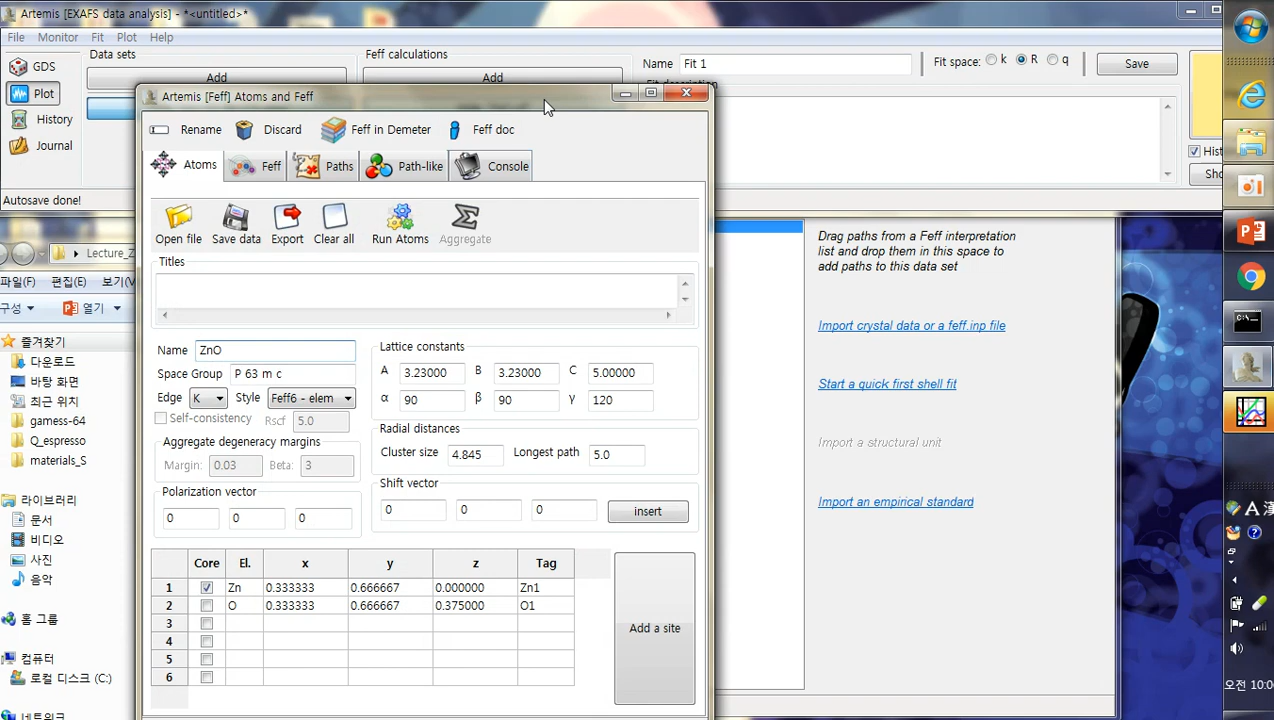 Artemis [EXAFS data analysis] - *<untitled>*
File Monitor Fit Plot Help
GDS
Plot
History
Journal
Data sets
Add
Feff calculations
Add
Name Fit 1
Fit space: k R q
Save
Fit description
Hist
Autosave done!
Artemis [Feff] Atoms and Feff
Rename Discard Feff in Demeter Feff doc
Atoms Feff Paths Path-like Console
Open file Save data Export Clear all Run Atoms Aggregate
Titles
Name ZnO
Space Group P 63 m c
Edge K Style Feff6 - elem
Self-consistency Rscf 5.0
Aggregate degeneracy margins
Margin: 0.03 Beta: 3
Polarization vector
0 0 0
Lattice constants
A 3.23000 B 3.23000 C 5.00000
α 90 β 90 γ 120
Radial distances
Cluster size 4.845 Longest path 5.0
Shift vector
0 0 0 insert
Core El. x y z Tag
1 Zn 0.333333 0.666667 0.000000 Zn1
2 O 0.333333 0.666667 0.375000 O1
3
4
5
6
Add a site
Drag paths from a Feff interpretation
list and drop them in this space to
add paths to this data set
Import crystal data or a feff.inp file
Start a quick first shell fit
Import a structural unit
Import an empirical standard
파일(F) 편집(E) 보기(V
구성 열기
즐겨찾기
다운로드
바탕 화면
최근 위치
gamess-64
Q_espresso
materials_S
라이브러리
문서
비디오
사진
음악
홈 그룹
컴퓨터
로컬 디스크 (C:)
네트워크
A 漢